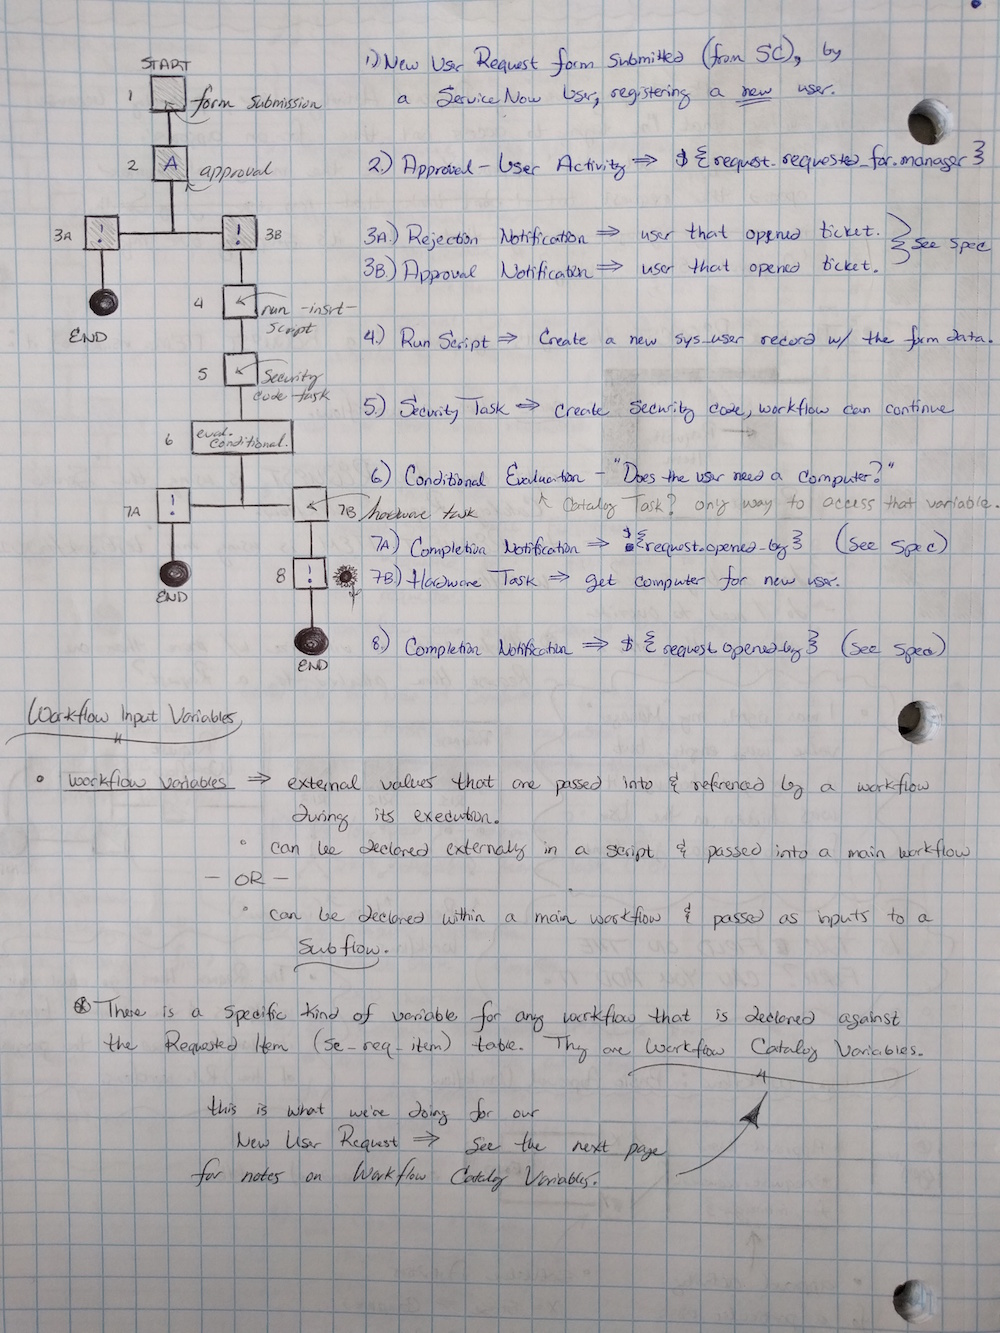 START
1
form submission
2
A
approval
3A
!
!
3B
END
4
run-insrt-
script
5
Security
code task
6
eval.
conditional.
7A
!
7B
hardware task
END
8
!
END
1.) New User Request form submitted (from SC), by
a ServiceNow User, registering a new user.
2.) Approval - User Activity ⇒ ${request.requested_for.manager}
3A.) Rejection Notification ⇒ user that opened ticket.
3B.) Approval Notification ⇒ user that opened ticket.
See Spec
4.) Run Script ⇒ Create a new sys_user record w/ the form data.
5.) Security Task ⇒ create security code, workflow can continue
6.) Conditional Evaluation - "Does the user need a computer?"
Catalog Task? only way to access that variable.
7A) Completion Notification ⇒ ${request.opened_by} (See Spec)
7B.) Hardware Task ⇒ get computer for new user.
8.) Completion Notification ⇒ ${request.opened_by} (See Spec)
Workflow Input Variables
• Workflow Variables ⇒ external values that are passed into & referenced by a workflow
during its execution.
• can be declared externally in a script & passed into a main workflow
- OR -
• can be declared within a main workflow & passed as inputs to a
Subflow.
* There is a specific kind of variable for any workflow that is declared against
the Requested Item (sc_req_item) table. They are Workflow Catalog Variables.
this is what we're doing for our
New User Request ⇒ see the next page
for notes on Workflow Catalog Variables.